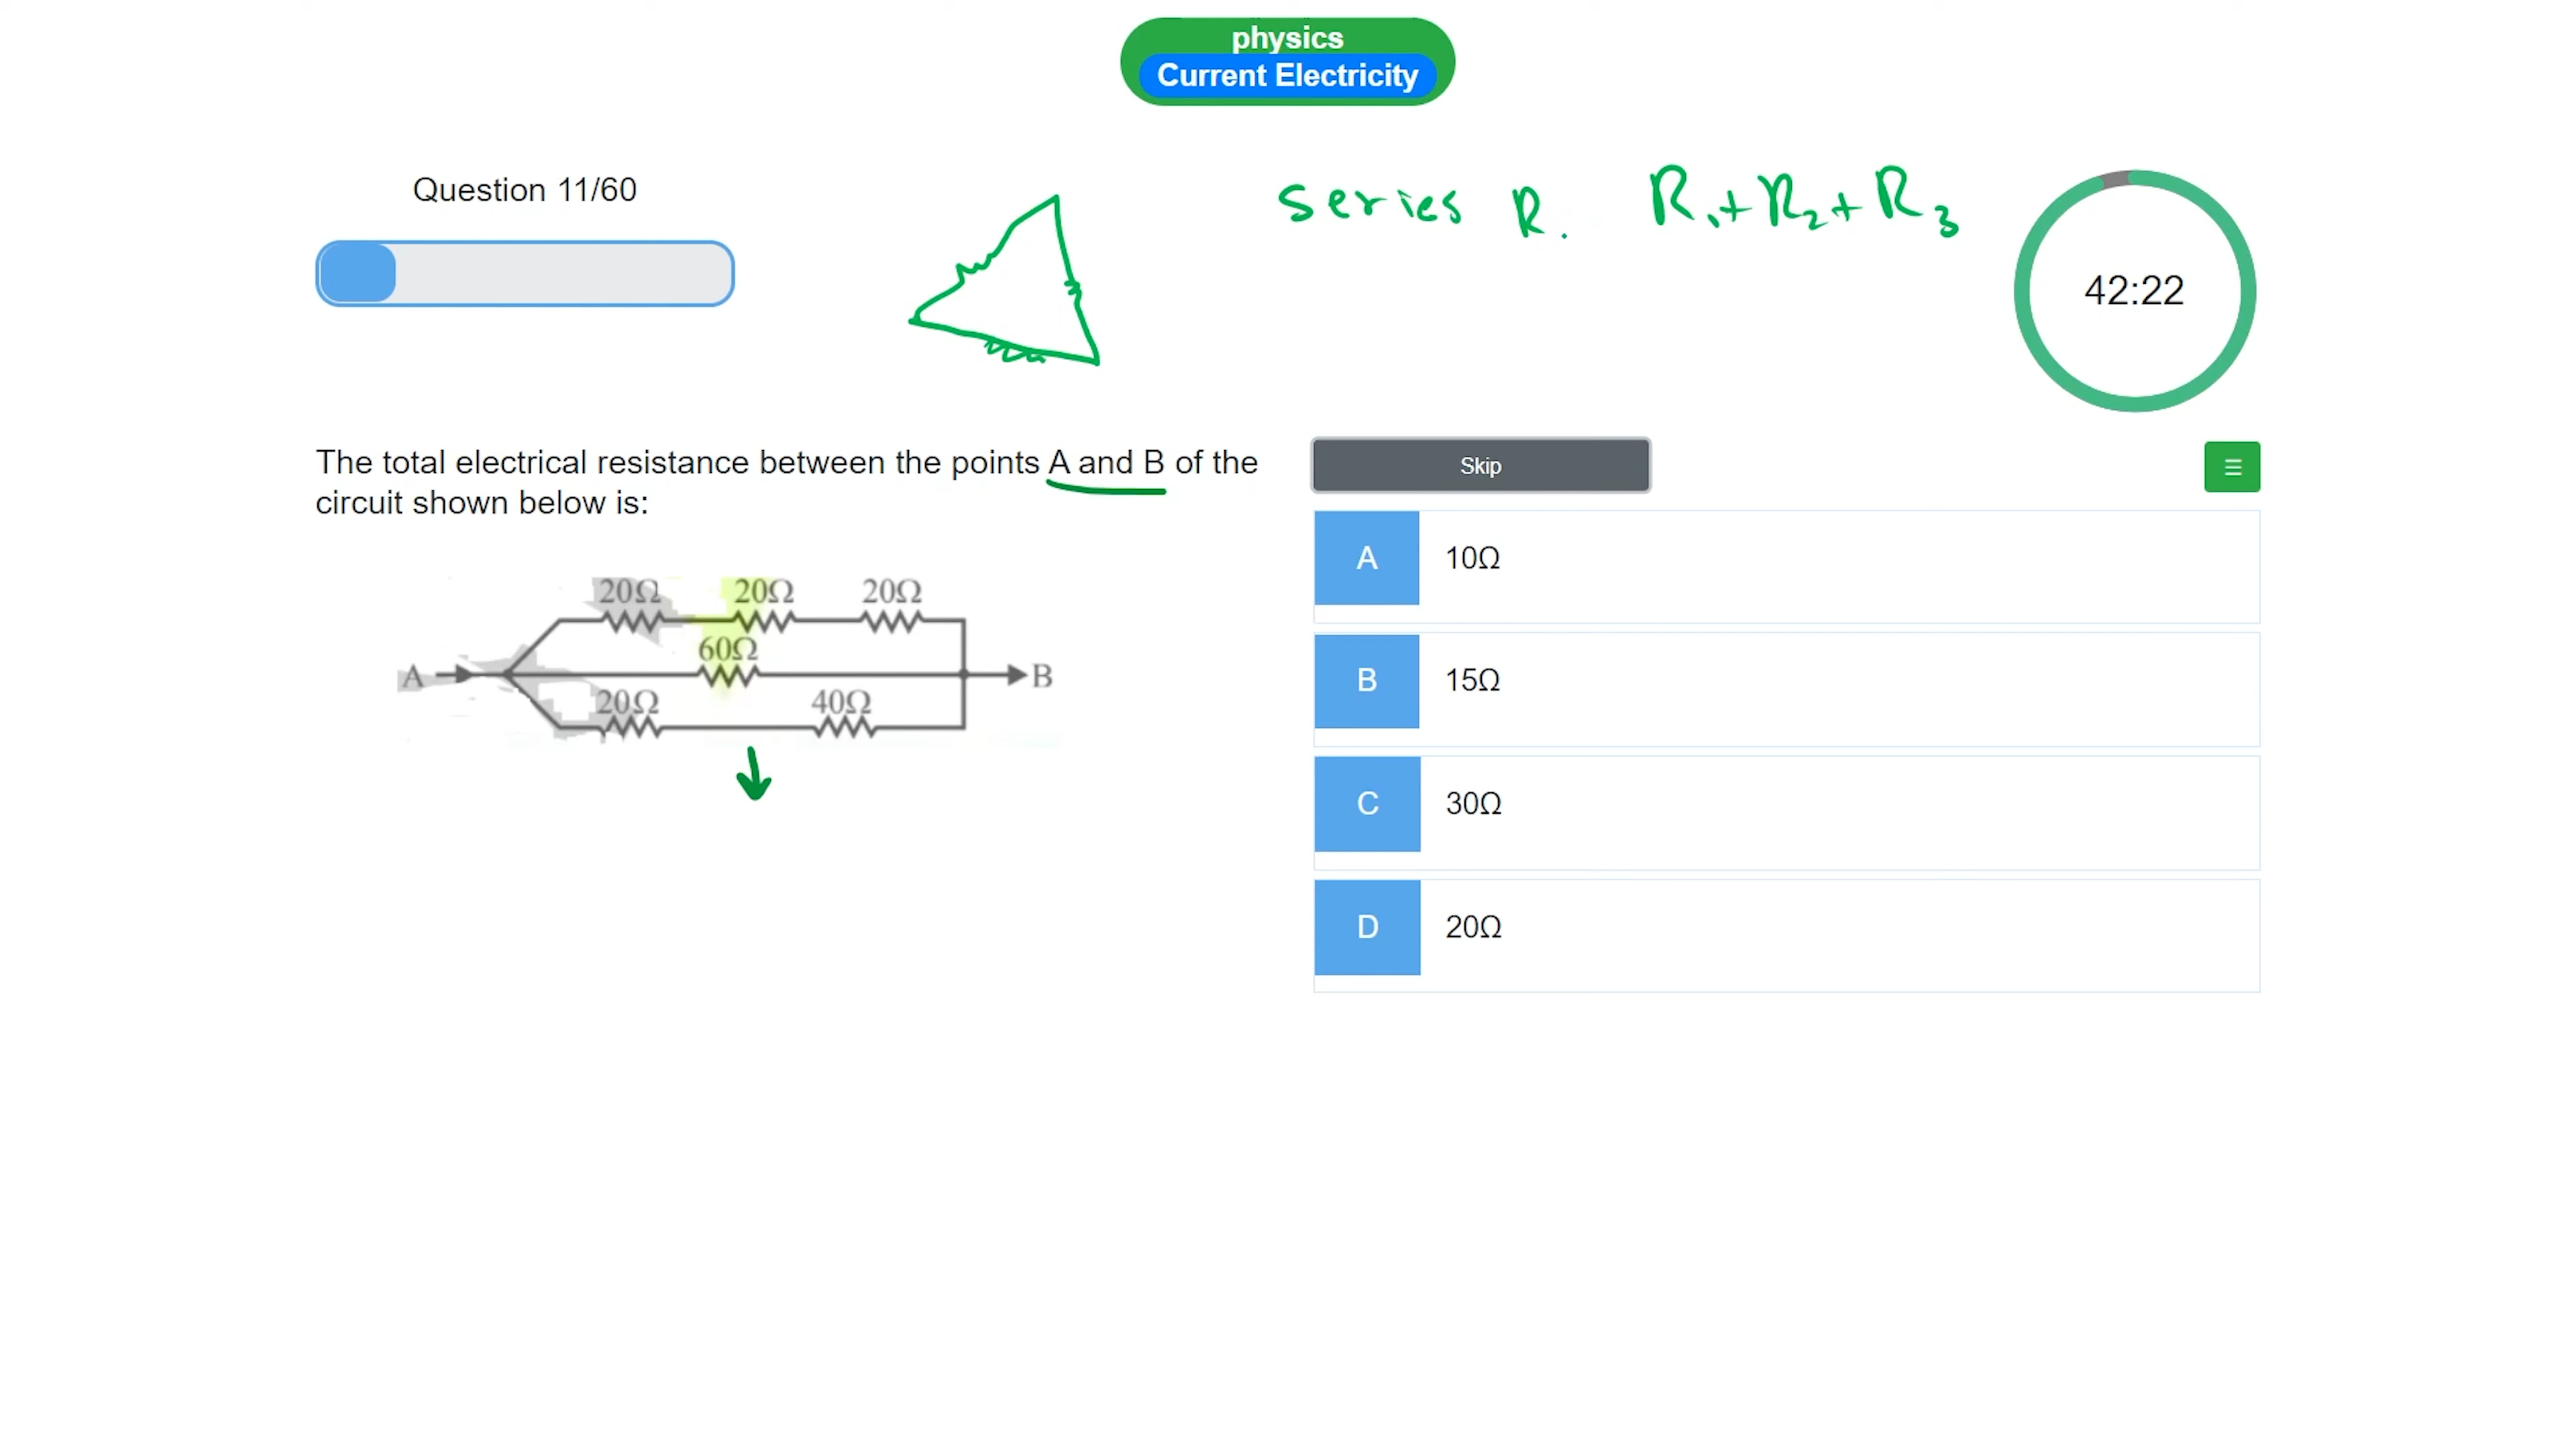 physics
Current Electricity
Question 11/60
series R. R1+R2+R3
42:22
The total electrical resistance between the points A and B of the
circuit shown below is:
20Ω 20Ω 20Ω
60Ω
A B
20Ω 40Ω
Skip
☰
A 10Ω
B 15Ω
C 30Ω
D 20Ω